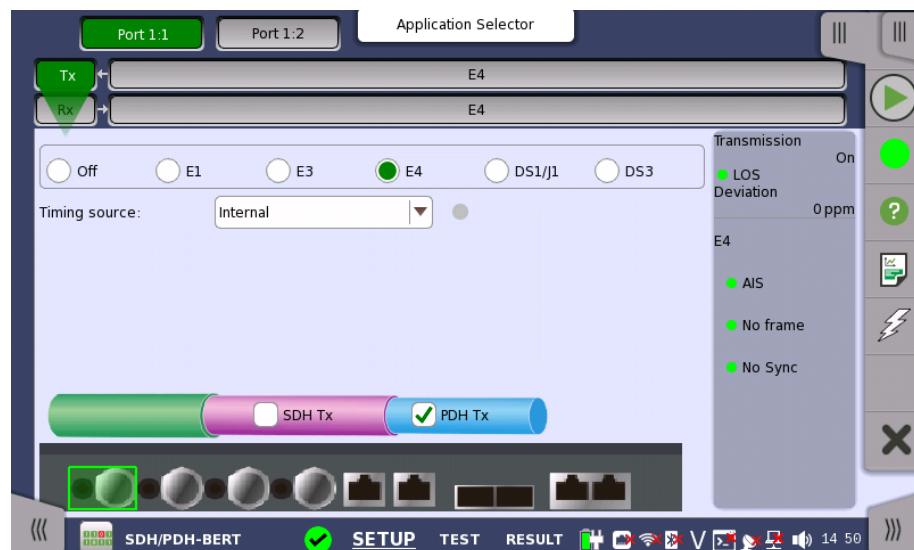 Port 1:1
Port 1:2
Application Selector
Tx
E4
Rx
E4
Off
E1
E3
E4
DS1/J1
DS3
Timing source:
Internal
Transmission
On
LOS
Deviation
0 ppm
E4
AIS
No frame
No Sync
SDH Tx
PDH Tx
SDH/PDH-BERT
SETUP
TEST
RESULT
V
14 50